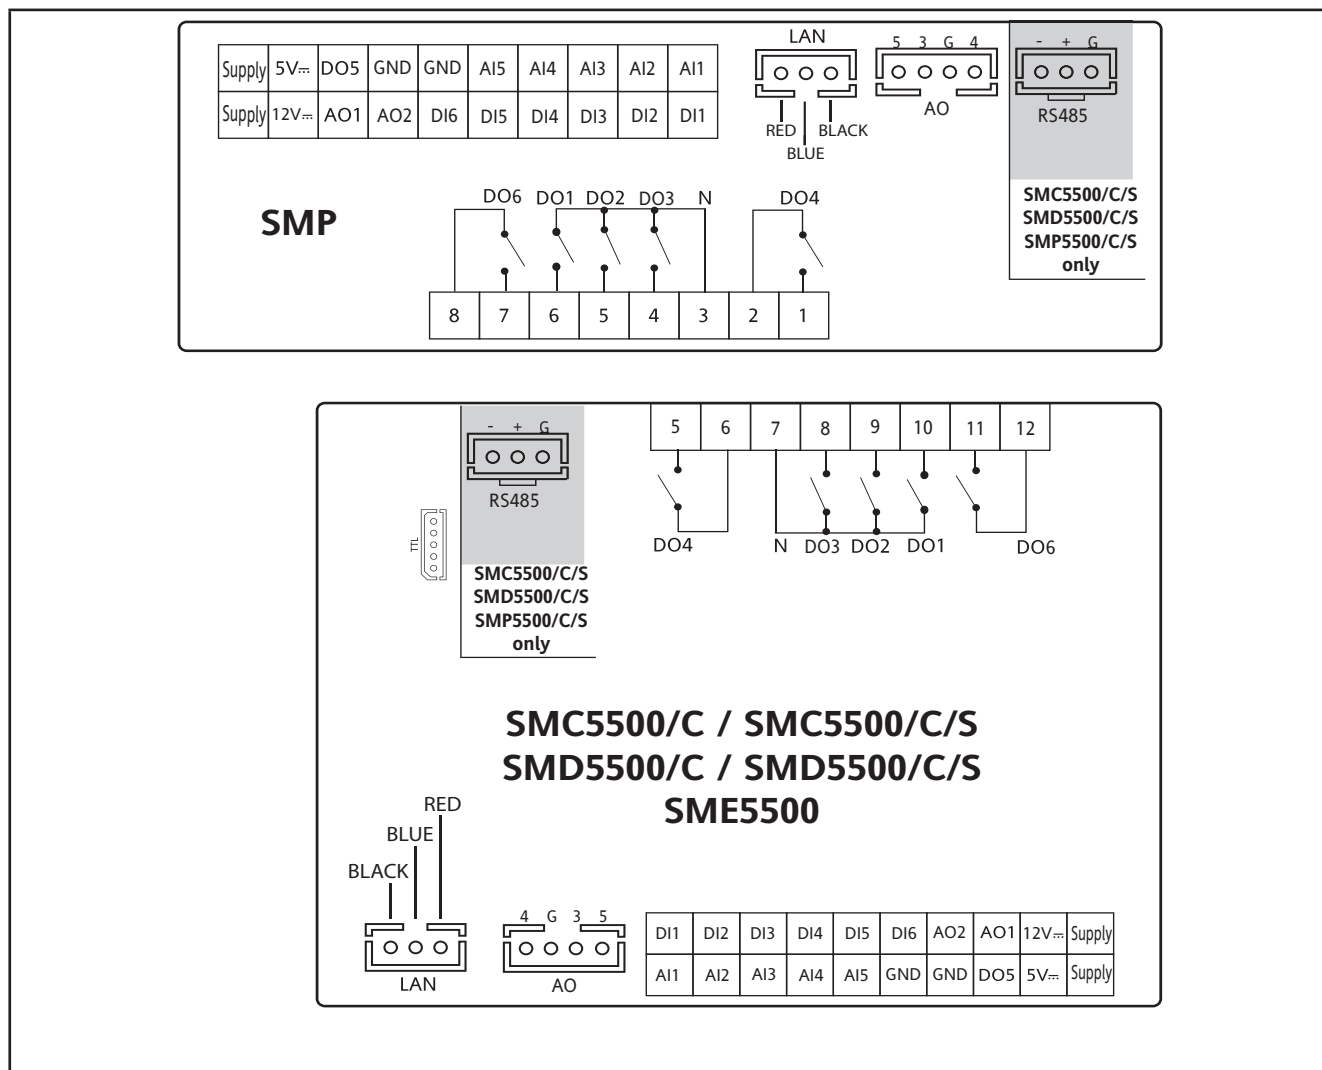 LAN
5 3 G 4
- + G
Supply 5V⎓ DO5 GND GND AI5 AI4 AI3 AI2 AI1
Supply 12V⎓ AO1 AO2 DI6 DI5 DI4 DI3 DI2 DI1
AO
RS485
RED BLACK
BLUE
SMP
DO6 DO1 DO2 DO3 N DO4
SMC5500/C/S
SMD5500/C/S
SMP5500/C/S
only
8 7 6 5 4 3 2 1
- + G
RS485
5 6 7 8 9 10 11 12
TTL
DO4 N DO3 DO2 DO1 DO6
SMC5500/C/S
SMD5500/C/S
SMP5500/C/S
only
SMC5500/C / SMC5500/C/S
SMD5500/C / SMD5500/C/S
SME5500
RED
BLUE
BLACK
LAN
4 G 3 5
AO
DI1 DI2 DI3 DI4 DI5 DI6 AO2 AO1 12V⎓ Supply
AI1 AI2 AI3 AI4 AI5 GND GND DO5 5V⎓ Supply